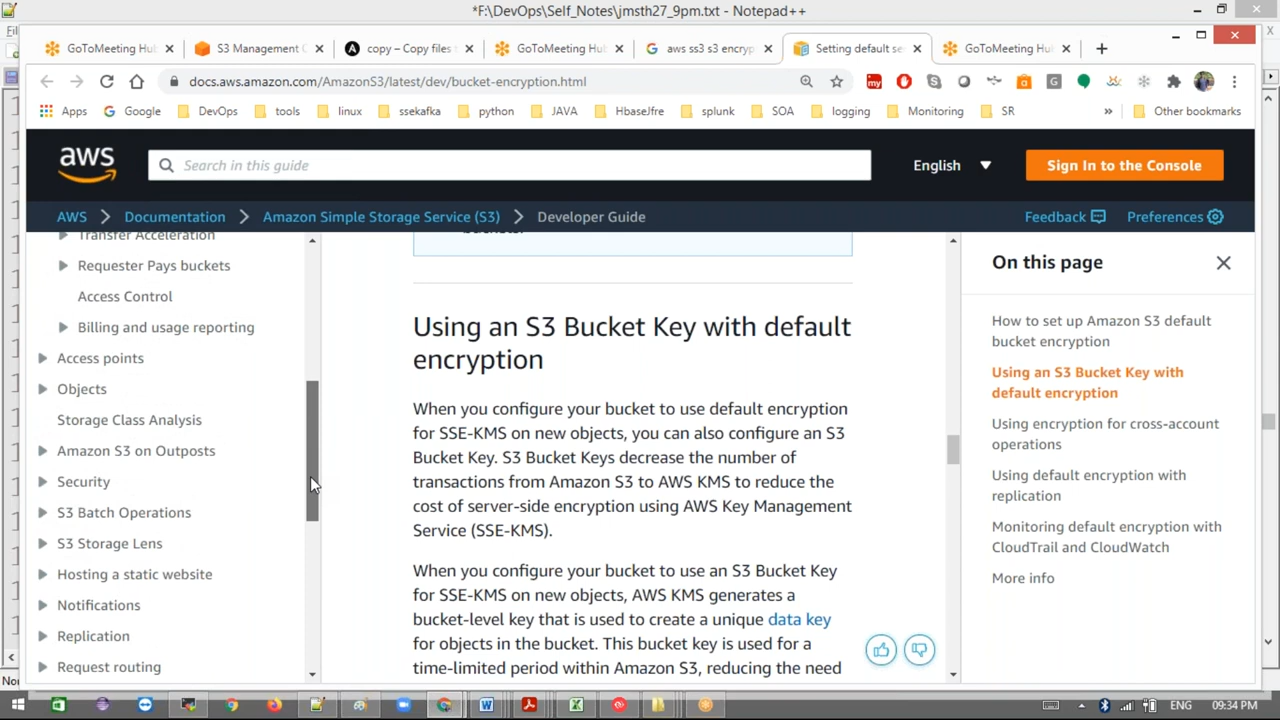 *F:\DevOps\Self_Notes\jmsth27_9pm.txt - Notepad++
GoToMeeting Hu
S3 Management C
copy – Copy files t
GoToMeeting Hub
aws ss3 s3 encryp
Setting default se
GoToMeeting Hu
docs.aws.amazon.com/AmazonS3/latest/dev/bucket-encryption.html
Apps
Google
DevOps
tools
linux
ssekafka
python
JAVA
HbaseJfre
splunk
SOA
logging
Monitoring
SR
»
Other bookmarks
aws
Search in this guide
English
Sign In to the Console
AWS
Documentation
Amazon Simple Storage Service (S3)
Developer Guide
Feedback
Preferences
Transfer Acceleration
Requester Pays buckets
Access Control
Billing and usage reporting
Access points
Objects
Storage Class Analysis
Amazon S3 on Outposts
Security
S3 Batch Operations
S3 Storage Lens
Hosting a static website
Notifications
Replication
Request routing
Using an S3 Bucket Key with default
encryption
When you configure your bucket to use default encryption
for SSE-KMS on new objects, you can also configure an S3
Bucket Key. S3 Bucket Keys decrease the number of
transactions from Amazon S3 to AWS KMS to reduce the
cost of server-side encryption using AWS Key Management
Service (SSE-KMS).
When you configure your bucket to use an S3 Bucket Key
for SSE-KMS on new objects, AWS KMS generates a
bucket-level key that is used to create a unique data key
for objects in the bucket. This bucket key is used for a
time-limited period within Amazon S3, reducing the need
On this page
How to set up Amazon S3 default
bucket encryption
Using an S3 Bucket Key with
default encryption
Using encryption for cross-account
operations
Using default encryption with
replication
Monitoring default encryption with
CloudTrail and CloudWatch
More info
ENG
09:34 PM